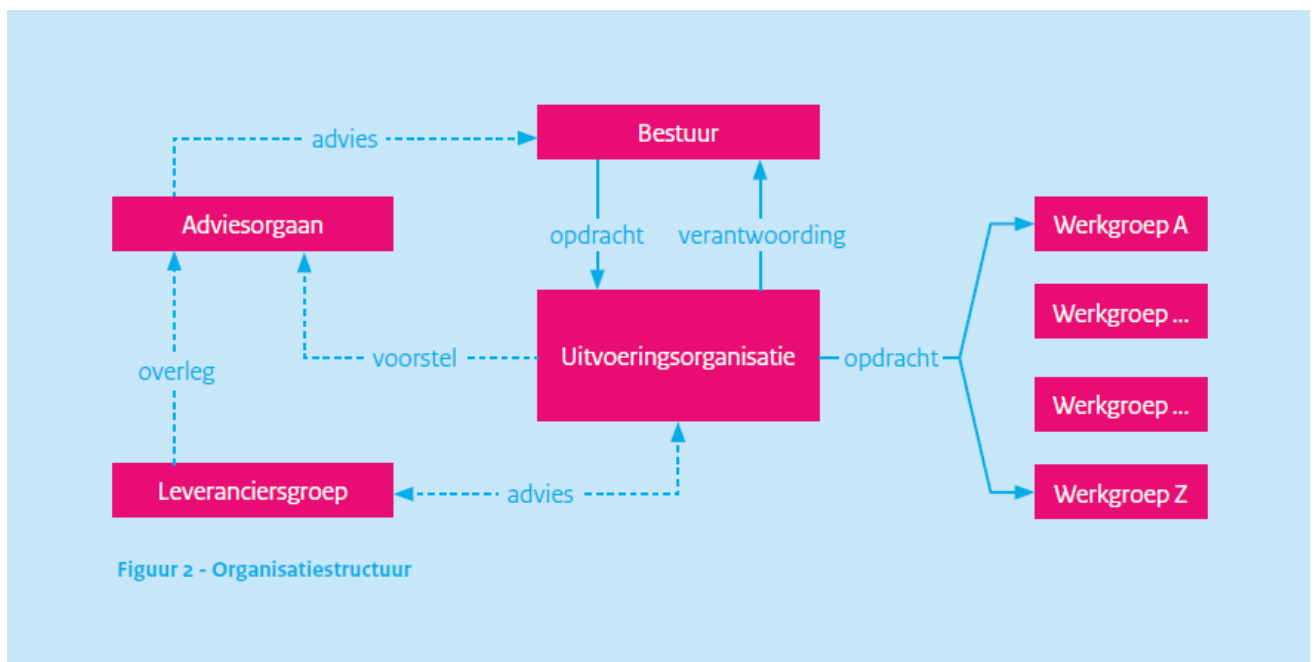 Bestuur
advies
Adviesorgaan
Werkgroep A
opdracht
verantwoording
Werkgroep ...
Uitvoeringsorganisatie
voorstel
opdracht
overleg
Werkgroep ...
Leveranciersgroep
advies
Werkgroep Z
Figuur 2 - Organisatiestructuur